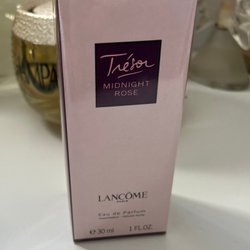 Trésor
MIDNIGHT
ROSE
LANCÔME
PARIS
Eau de Parfum
℮ 30 ml 1 FL.OZ.